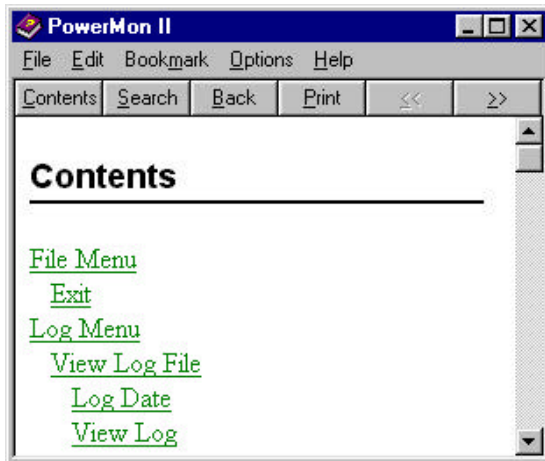 PowerMon II
File Edit Bookmark Options Help
Contents Search Back Print << >>
Contents
File Menu
Exit
Log Menu
View Log File
Log Date
View Log